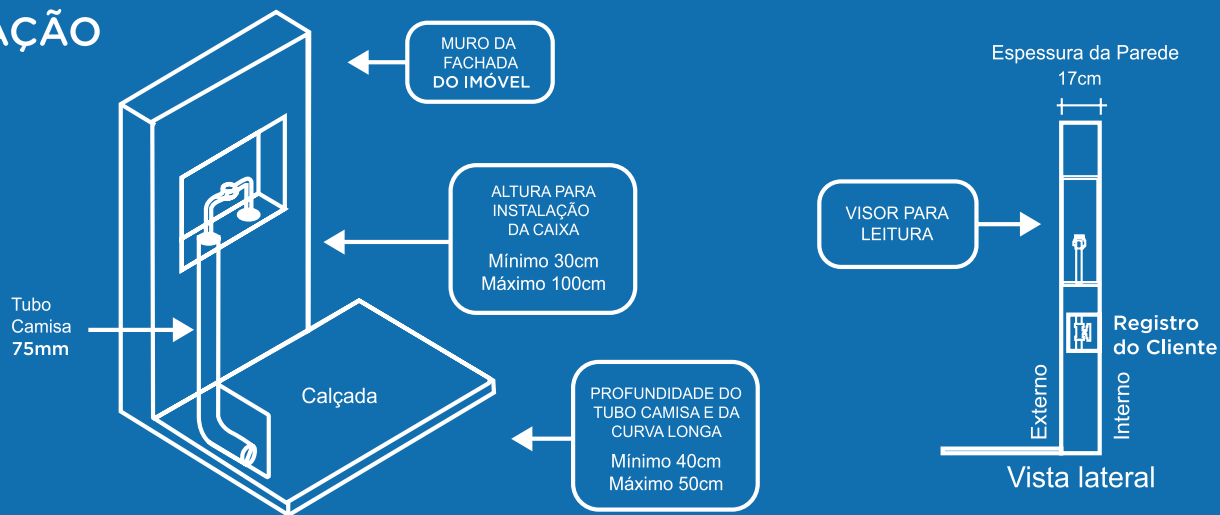 AÇÃO
MURO DA
FACHADA
DO IMÓVEL
ALTURA PARA
INSTALAÇÃO
DA CAIXA
Mínimo 30cm
Máximo 100cm
Tubo
Camisa
75mm
Calçada
PROFUNDIDADE DO
TUBO CAMISA E DA
CURVA LONGA
Mínimo 40cm
Máximo 50cm
Espessura da Parede
17cm
VISOR PARA
LEITURA
Registro
do Cliente
Externo
Interno
Vista lateral